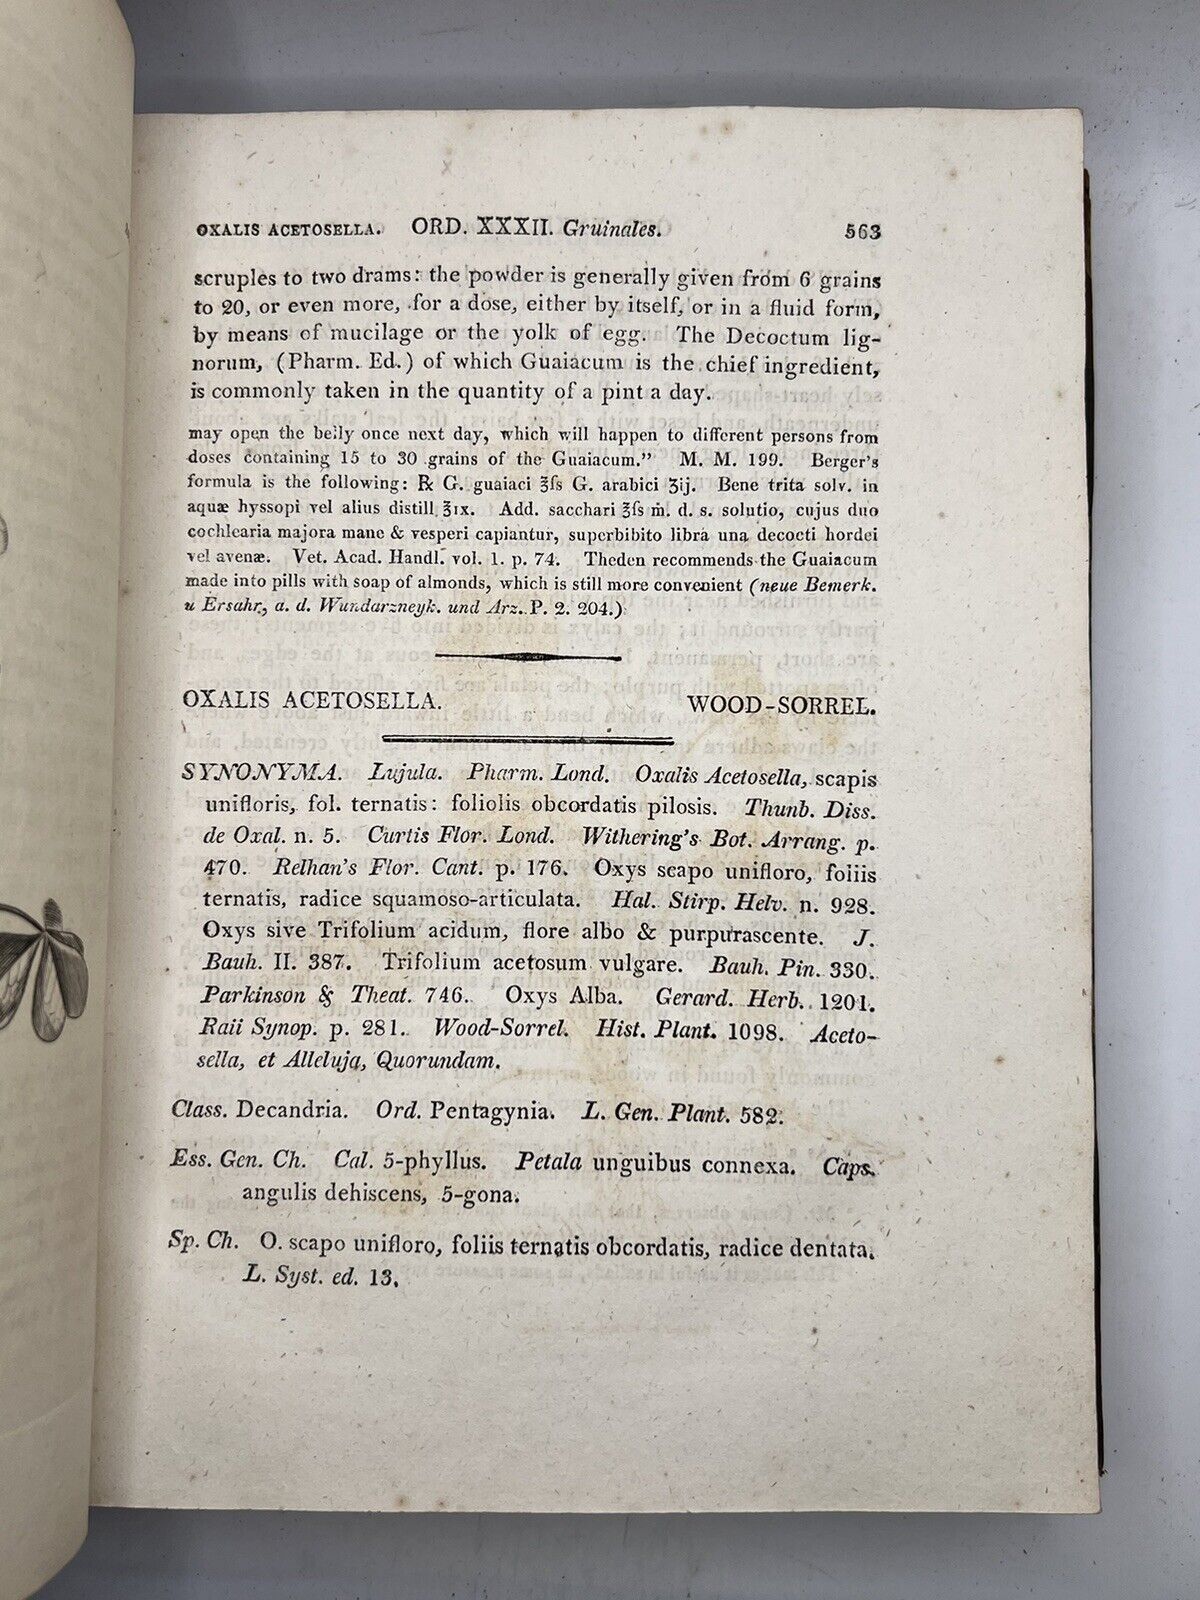 OXALIS ACETOSELLA. ORD. XXXII. Gruinales. 563
scruples to two drams: the powder is generally given from 6 grains
to 20, or even more, for a dose, either by itself, or in a fluid form,
by means of mucilage or the yolk of egg. The Decoctum lig-
norum, (Pharm. Ed.) of which Guaiacum is the chief ingredient,
is commonly taken in the quantity of a pint a day.
may open the belly once next day, which will happen to different persons from
doses containing 15 to 30 grains of the Guaiacum." M. M. 199. Berger's
formula is the following: ℞ G. guaiaci ʒſs G. arabici ʒij. Bene trita solv. in
aquæ hyssopi vel alius distill. ℥ıx. Add. sacchari ℥ſs m̄. d. s. solutio, cujus duo
cochlearia majora mane & vesperi capiantur, superbibito libra una decocti hordei
vel avenæ. Vet. Acad. Handl. vol. 1. p. 74. Theden recommends the Guaiacum
made into pills with soap of almonds, which is still more convenient (neue Bemerk.
u Ersahr., a. d. Wundarzneyk. und Arz. P. 2. 204.)
OXALIS ACETOSELLA. WOOD-SORREL.
SYNONYMA. Lujula. Pharm. Lond. Oxalis Acetosella, scapis
unifloris, fol. ternatis: foliolis obcordatis pilosis. Thunb. Diss.
de Oxal. n. 5. Curtis Flor. Lond. Withering's Bot. Arrang. p.
470. Relhan's Flor. Cant. p. 176. Oxys scapo unifloro, foliis
ternatis, radice squamoso-articulata. Hal. Stirp. Helv. n. 928.
Oxys sive Trifolium acidum, flore albo & purpurascente. J.
Bauh. II. 387. Trifolium acetosum vulgare. Bauh. Pin. 330.
Parkinson & Theat. 746. Oxys Alba. Gerard. Herb. 1201.
Raii Synop. p. 281. Wood-Sorrel. Hist. Plant. 1098. Aceto-
sella, et Alleluja, Quorundam.
Class. Decandria. Ord. Pentagynia. L. Gen. Plant. 582.
Ess. Gen. Ch. Cal. 5-phyllus. Petala unguibus connexa. Caps.
angulis dehiscens, 5-gona.
Sp. Ch. O. scapo unifloro, foliis ternatis obcordatis, radice dentata.
L. Syst. ed. 13.